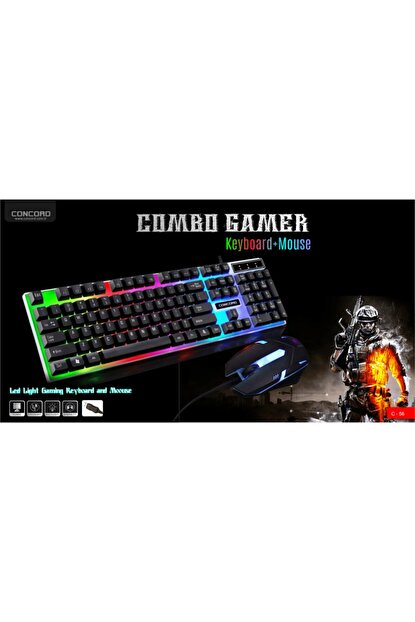 CONCORD
COMBO GAMER
Keyboard+Mouse
CONCORD
Led Light Gaming Keyboard and Mouse
C - 56